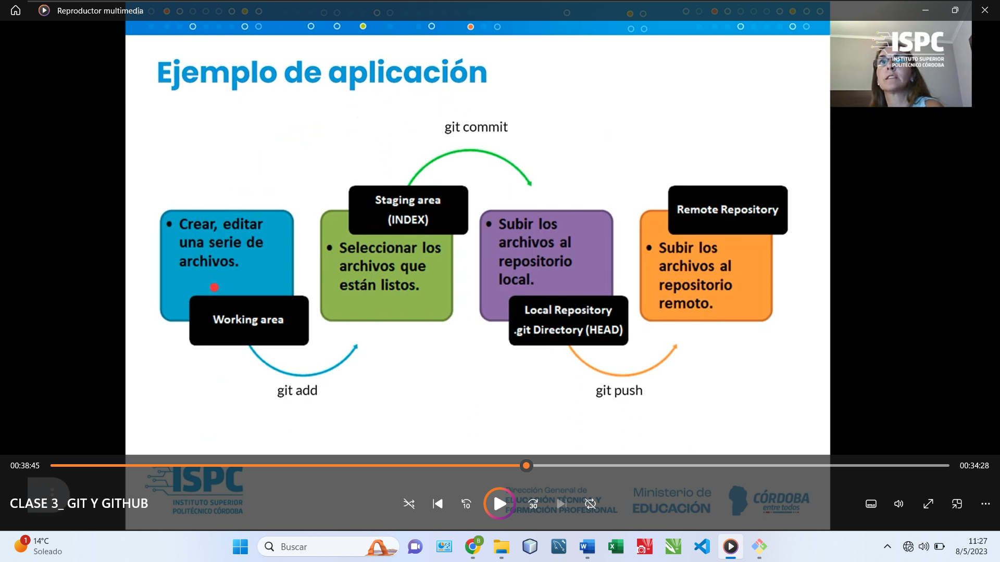 Reproductor multimedia
ISPC
INSTITUTO SUPERIOR
POLITÉCNICO CÓRDOBA
Ejemplo de aplicación
git commit
Staging area
(INDEX)
Remote Repository
• Crear, editar
una serie de
archivos.
• Seleccionar los
archivos que
están listos.
• Subir los
archivos al
repositorio
local.
• Subir los
archivos al
repositorio
remoto.
Working area
Local Repository
.git Directory (HEAD)
git add
git push
00:38:45
00:34:28
ISPC
INSTITUTO SUPERIOR
POLITÉCNICO CÓRDOBA
CLASE 3_ GIT Y GITHUB
10
30
Dirección General de
EDUCACIÓN TÉCNICO Y
FORMACIÓN PROFESIONAL
Ministerio de
EDUCACIÓN
CÓRDOBA
entre todos
1
14°C
Soleado
Buscar
B
W
X
11:27
8/5/2023